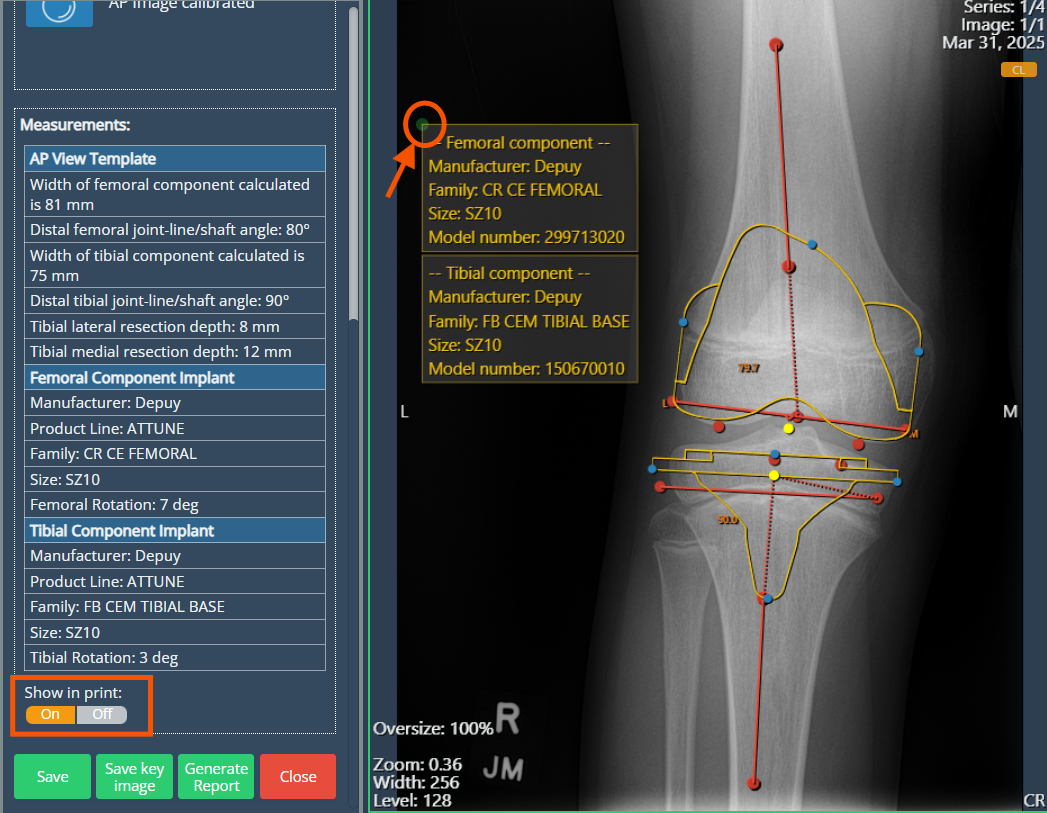 AP Image calibrated
Measurements:
AP View Template
Width of femoral component calculated
is 81 mm
Distal femoral joint-line/shaft angle: 80°
Width of tibial component calculated is
75 mm
Distal tibial joint-line/shaft angle: 90°
Tibial lateral resection depth: 8 mm
Tibial medial resection depth: 12 mm
Femoral Component Implant
Manufacturer: Depuy
Product Line: ATTUNE
Family: CR CE FEMORAL
Size: SZ10
Femoral Rotation: 7 deg
Tibial Component Implant
Manufacturer: Depuy
Product Line: ATTUNE
Family: FB CEM TIBIAL BASE
Size: SZ10
Tibial Rotation: 3 deg
Show in print:
On Off
Save
Save key
image
Generate
Report
Close
Series: 1/4
Image: 1/1
Mar 31, 2025
CL
-- Femoral component --
Manufacturer: Depuy
Family: CR CE FEMORAL
Size: SZ10
Model number: 299713020
-- Tibial component --
Manufacturer: Depuy
Family: FB CEM TIBIAL BASE
Size: SZ10
Model number: 150670010
79.7
L
M
L
M
90.0
Oversize: 100%
R
JM
Zoom: 0.36
Width: 256
Level: 128
CR